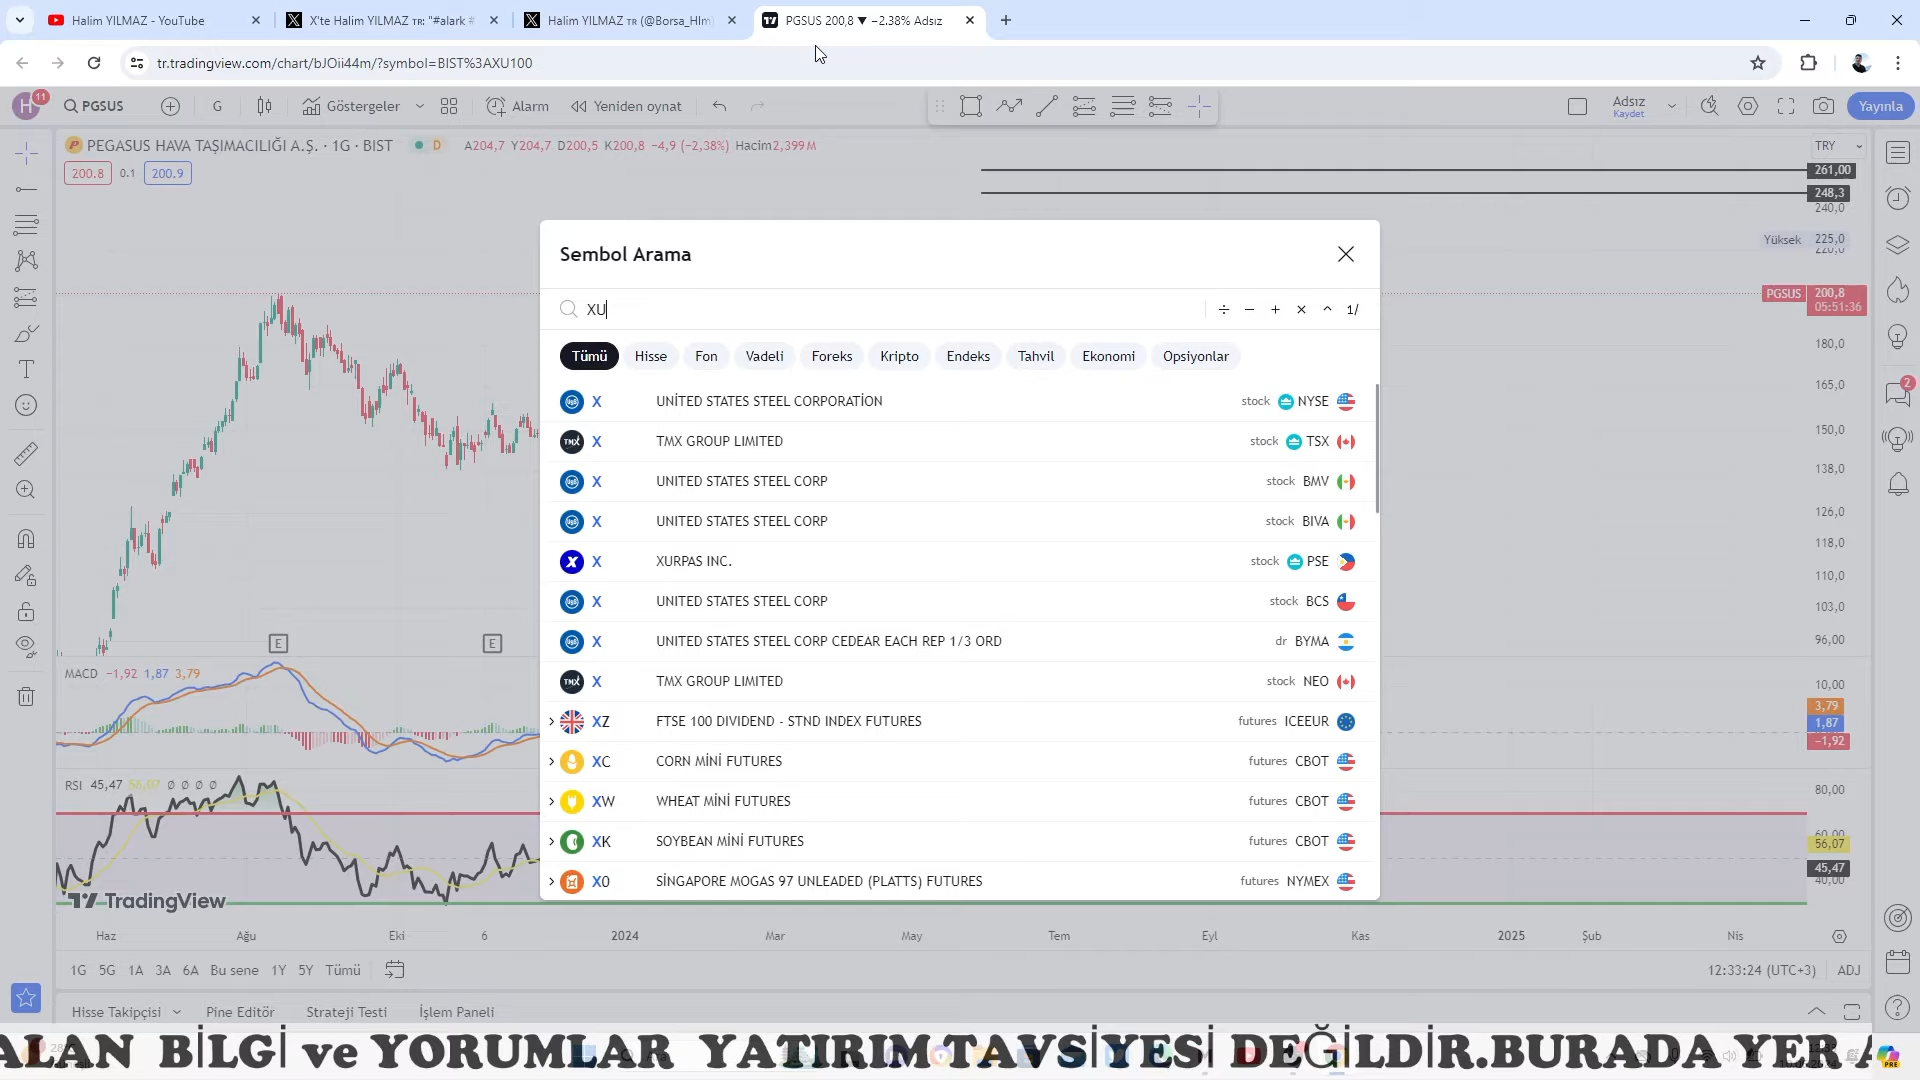 Halim YILMAZ - YouTube
X'te Halim YILMAZ TR: "#alark #
Halim YILMAZ TR (@Borsa_Hlm)
PGSUS 200,8 ▼ −2.38% Adsız
tr.tradingview.com/chart/bJOii44m/?symbol=BIST%3AXU100
H 11
PGSUS
G
Göstergeler
Alarm
Yeniden oynat
Adsız
Kaydet
Yayınla
PEGASUS HAVA TAŞIMACILIĞI A.Ş. · 1G · BIST
D
A204,7 Y204,7 D200,5 K200,8 −4,9 (−2,38%) Hacim2,399M
TRY
200.8 0.1 200.9
261,00
248,3
240,0
Yüksek 225,0
220,0
PGSUS 200,8
05:51:36
180,0
165,0
150,0
138,0
126,0
118,0
110,0
103,0
96,00
2
Sembol Arama
XU
÷ − + × ^ 1/
Tümü Hisse Fon Vadeli Foreks Kripto Endeks Tahvil Ekonomi Opsiyonlar
X UNİTED STATES STEEL CORPORATİON stock NYSE
TMX X TMX GROUP LIMITED stock TSX
X UNITED STATES STEEL CORP stock BMV
X UNITED STATES STEEL CORP stock BIVA
X XURPAS INC. stock PSE
X UNITED STATES STEEL CORP stock BCS
X UNITED STATES STEEL CORP CEDEAR EACH REP 1/3 ORD dr BYMA
TMX X TMX GROUP LIMITED stock NEO
XZ FTSE 100 DIVIDEND - STND INDEX FUTURES futures ICEEUR
XC CORN MİNİ FUTURES futures CBOT
XW WHEAT MİNİ FUTURES futures CBOT
XK SOYBEAN MİNİ FUTURES futures CBOT
X0 SİNGAPORE MOGAS 97 UNLEADED (PLATTS) FUTURES futures NYMEX
E E
MACD −1,92 1,87 3,79
10,00
3,79
1,87
−1,92
RSI 45,47 56,07 Ø Ø Ø Ø
80,00
60,00
56,07
45,47
40,00
TradingView
Haz Ağu Eki 6 2024 Mar May Tem Eyl Kas 2025 Şub Nis
1G 5G 1A 3A 6A Bu sene 1Y 5Y Tümü
12:33:24 (UTC+3) ADJ
Hisse Takipçisi Pine Editör Strateji Testi İşlem Paneli
ALAN BİLGİ ve YORUMLAR YATIRIM TAVSİYESİ DEĞİLDİR.BURADA YER A